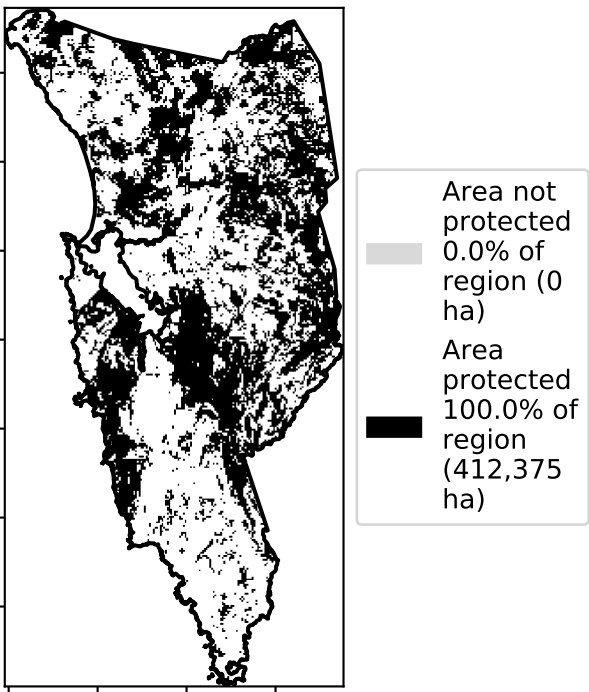 Area not
protected
0.0% of
region (0
ha)
Area
protected
100.0% of
region
(412,375
ha)